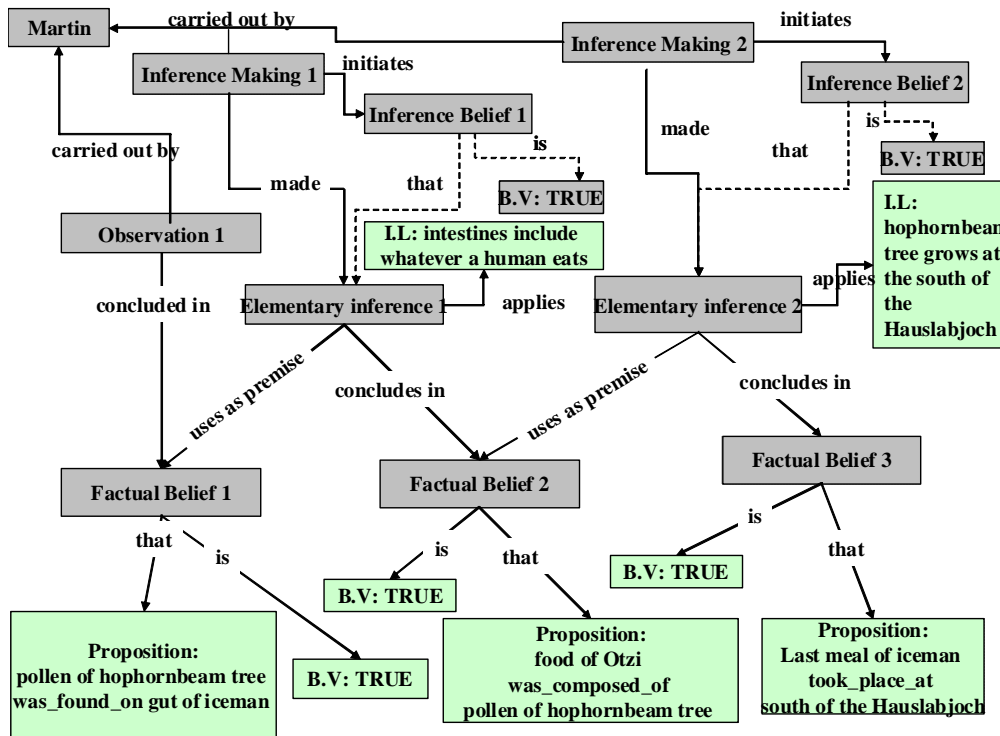 Martin
carried out by
Inference Making 1
initiates
Inference Making 2
initiates
Inference Belief 1
Inference Belief 2
is
that
B.V: TRUE
made
carried out by
made
that
is
B.V: TRUE
Observation 1
I.L: intestines include
whatever a human eats
I.L:
hophornbeam
tree grows at
the south of
the
Hauslabjoch
concluded in
Elementary inference 1
applies
Elementary inference 2
applies
uses as premise
concludes in
uses as premise
concludes in
Factual Belief 1
Factual Belief 2
Factual Belief 3
that
is
is
that
is
that
B.V: TRUE
B.V: TRUE
B.V: TRUE
Proposition:
pollen of hophornbeam tree
was_found_on gut of iceman
Proposition:
food of Otzi
was_composed_of
pollen of hophornbeam tree
Proposition:
Last meal of iceman
took_place_at
south of the Hauslabjoch